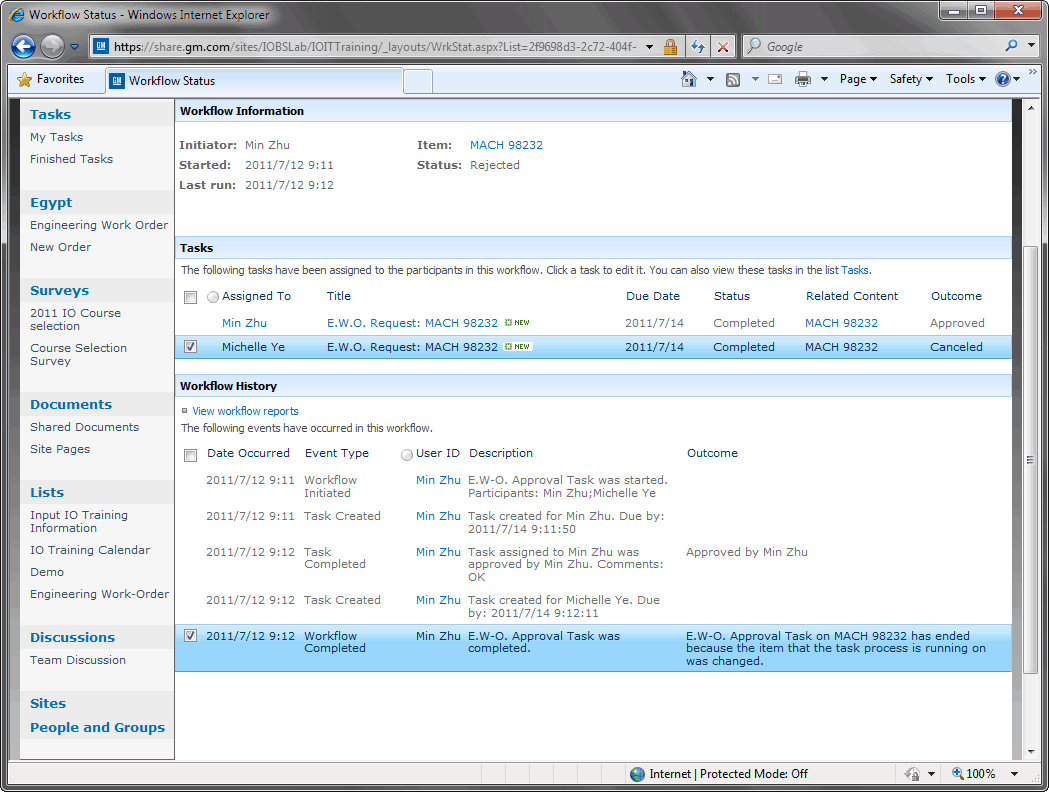 Workflow Status - Windows Internet Explorer
GM https://share.gm.com/sites/IOBSLab/IOITTraining/_layouts/WrkStat.aspx?List=2f9698d3-2c72-404f- Google
Favorites GM Workflow Status Page Safety Tools
Tasks
My Tasks
Finished Tasks
Egypt
Engineering Work Order
New Order
Surveys
2011 IO Course
selection
Course Selection
Survey
Documents
Shared Documents
Site Pages
Lists
Input IO Training
Information
IO Training Calendar
Demo
Engineering Work-Order
Discussions
Team Discussion
Sites
People and Groups
Workflow Information
Initiator: Min Zhu Item: MACH 98232
Started: 2011/7/12 9:11 Status: Rejected
Last run: 2011/7/12 9:12
Tasks
The following tasks have been assigned to the participants in this workflow. Click a task to edit it. You can also view these tasks in the list Tasks.
Assigned To Title Due Date Status Related Content Outcome
Min Zhu E.W.O. Request: MACH 98232 NEW 2011/7/14 Completed MACH 98232 Approved
Michelle Ye E.W.O. Request: MACH 98232 NEW 2011/7/14 Completed MACH 98232 Canceled
Workflow History
View workflow reports
The following events have occurred in this workflow.
Date Occurred Event Type User ID Description Outcome
2011/7/12 9:11 Workflow Min Zhu E.W-O. Approval Task was started.
Initiated Participants: Min Zhu;Michelle Ye
2011/7/12 9:11 Task Created Min Zhu Task created for Min Zhu. Due by:
2011/7/14 9:11:50
2011/7/12 9:12 Task Min Zhu Task assigned to Min Zhu was Approved by Min Zhu
Completed approved by Min Zhu. Comments:
OK
2011/7/12 9:12 Task Created Min Zhu Task created for Michelle Ye. Due
by: 2011/7/14 9:12:11
2011/7/12 9:12 Workflow Min Zhu E.W-O. Approval Task was E.W-O. Approval Task on MACH 98232 has ended
Completed completed. because the item that the task process is running on
was changed.
Internet | Protected Mode: Off 100%